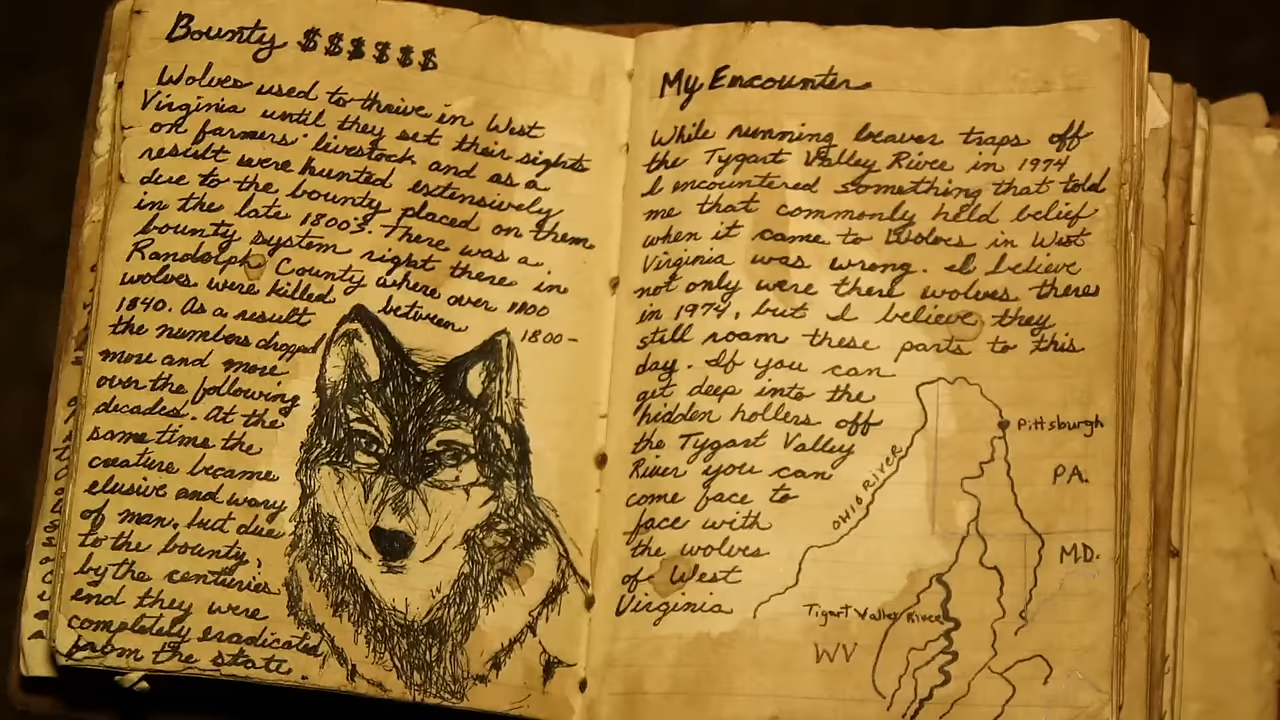 Bounty $$$$$$
Wolves used to thrive in West
Virginia until they set their sights
on farmers' livestock and as a
result were hunted extensively
due to the bounty placed on them
in the late 1800's. There was a
bounty system right there in
Randolph County where over 1100
wolves were killed between
1800-
1840. As a result
the numbers dropped
more and more
over the following
decades. At the
same time the
creature became
elusive and wary
of man, but due
to the bounty,
by the centuries
end they were
completely eradicated
from the state.
My Encounter
While running beaver traps off
the Tygart Valley River in 1974
I encountered something that told
me that commonly held belief
when it came to Wolves in West
Virginia was wrong. I believe
not only were there wolves there
in 1974, but I believe they
still roam these parts to this
day. If you can
get deep into the
hidden hollers off
the Tygart Valley
River you can
come face to
face with
the wolves
of West
Virginia
Pittsburgh
OHIO RIVER
PA.
MD.
Tigart Valley River
WV